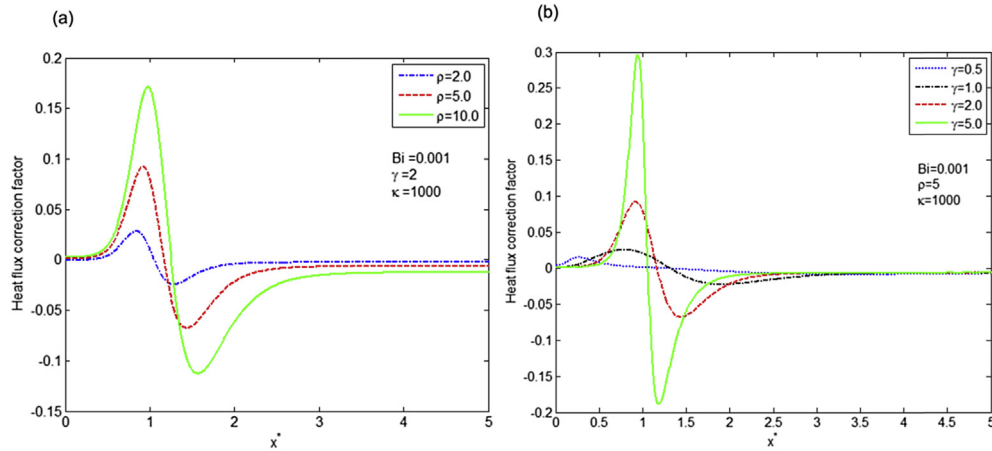 (a)
0.2
0.15
0.1
0.05
0
-0.05
-0.1
-0.15
Heat flux correction factor
ρ=2.0
ρ=5.0
ρ=10.0
Bi =0.001
γ =2
κ =1000
0
1
2
3
4
5
x*
(b)
0.3
0.25
0.2
0.15
0.1
0.05
0
-0.05
-0.1
-0.15
-0.2
Heat flux correction factor
γ=0.5
γ=1.0
γ=2.0
γ=5.0
Bi=0.001
ρ=5
κ=1000
0
0.5
1
1.5
2
2.5
3
3.5
4
4.5
5
x*